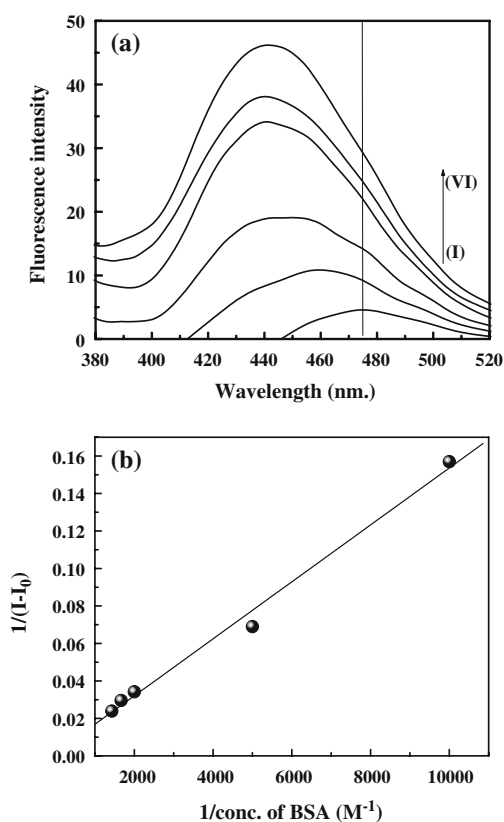 (a)
50
40
30
20
10
0
Fluorescence intensity
(VI)
(I)
380 400 420 440 460 480 500 520
Wavelength (nm.)
(b)
0.16
0.14
0.12
0.10
0.08
0.06
0.04
0.02
0.00
1/(I-I₀)
2000 4000 6000 8000 10000
1/conc. of BSA (M⁻¹)